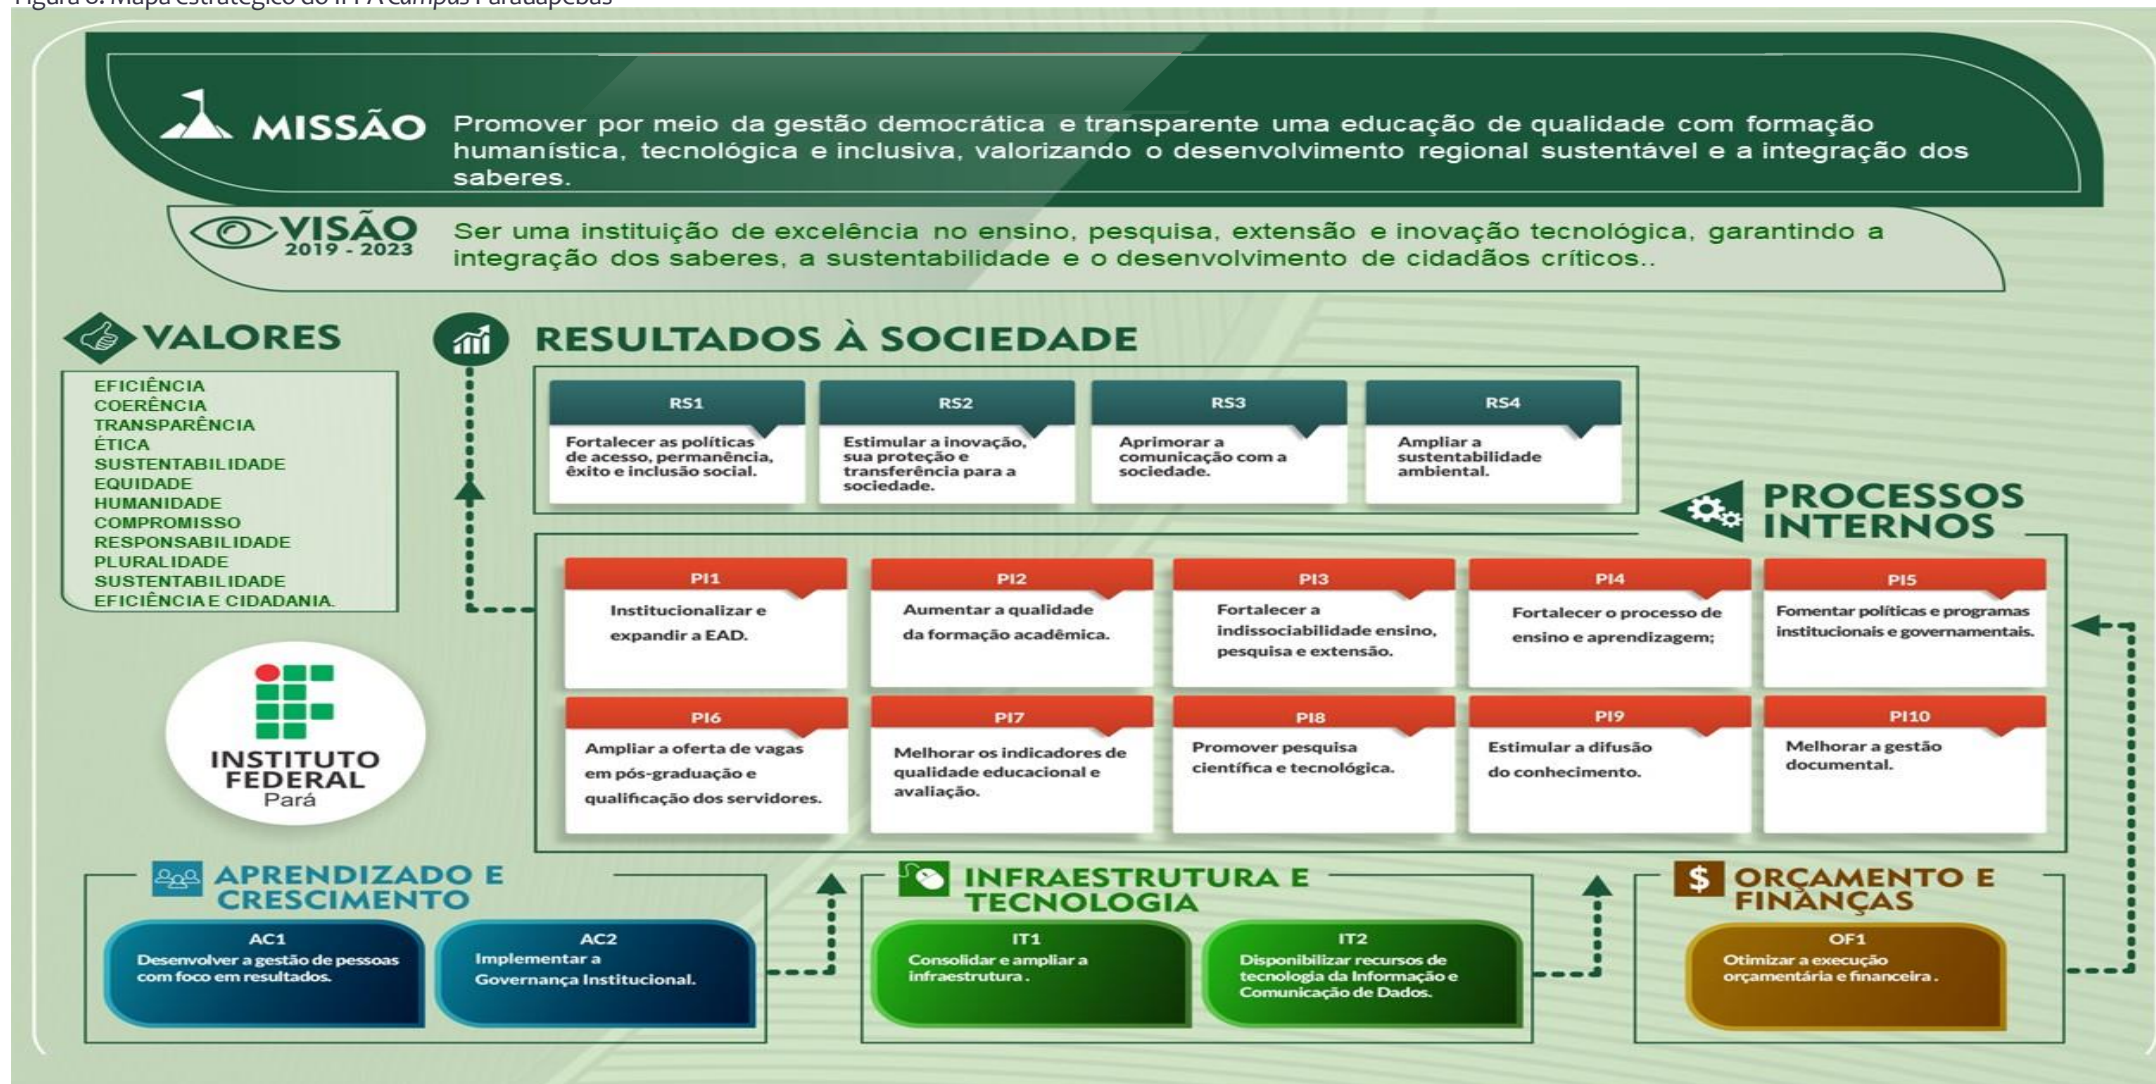 Figura 6. Mapa estratégico do IFPA Campus Parauapebas
MISSÃO
Promover por meio da gestão democrática e transparente uma educação de qualidade com formação
humanística, tecnológica e inclusiva, valorizando o desenvolvimento regional sustentável e a integração dos
saberes.
VISÃO
2019 - 2023
Ser uma instituição de excelência no ensino, pesquisa, extensão e inovação tecnológica, garantindo a
integração dos saberes, a sustentabilidade e o desenvolvimento de cidadãos críticos..
VALORES
EFICIÊNCIA
COERÊNCIA
TRANSPARÊNCIA
ÉTICA
SUSTENTABILIDADE
EQUIDADE
HUMANIDADE
COMPROMISSO
RESPONSABILIDADE
PLURALIDADE
SUSTENTABILIDADE
EFICIÊNCIA E CIDADANIA.
INSTITUTO
FEDERAL
Pará
RESULTADOS À SOCIEDADE
RS1
Fortalecer as políticas
de acesso, permanência,
êxito e inclusão social.
RS2
Estimular a inovação,
sua proteção e
transferência para a
sociedade.
RS3
Aprimorar a
comunicação com a
sociedade.
RS4
Ampliar a
sustentabilidade
ambiental.
PROCESSOS
INTERNOS
PI1
Institucionalizar e
expandir a EAD.
PI2
Aumentar a qualidade
da formação acadêmica.
PI3
Fortalecer a
indissociabilidade ensino,
pesquisa e extensão.
PI4
Fortalecer o processo de
ensino e aprendizagem;
PI5
Fomentar políticas e programas
institucionais e governamentais.
PI6
Ampliar a oferta de vagas
em pós-graduação e
qualificação dos servidores.
PI7
Melhorar os indicadores de
qualidade educacional e
avaliação.
PI8
Promover pesquisa
científica e tecnológica.
PI9
Estimular a difusão
do conhecimento.
PI10
Melhorar a gestão
documental.
APRENDIZADO E
CRESCIMENTO
AC1
Desenvolver a gestão de pessoas
com foco em resultados.
AC2
Implementar a
Governança Institucional.
INFRAESTRUTURA E
TECNOLOGIA
IT1
Consolidar e ampliar a
infraestrutura .
IT2
Disponibilizar recursos de
tecnologia da Informação e
Comunicação de Dados.
$
ORÇAMENTO E
FINANÇAS
OF1
Otimizar a execução
orçamentária e financeira .